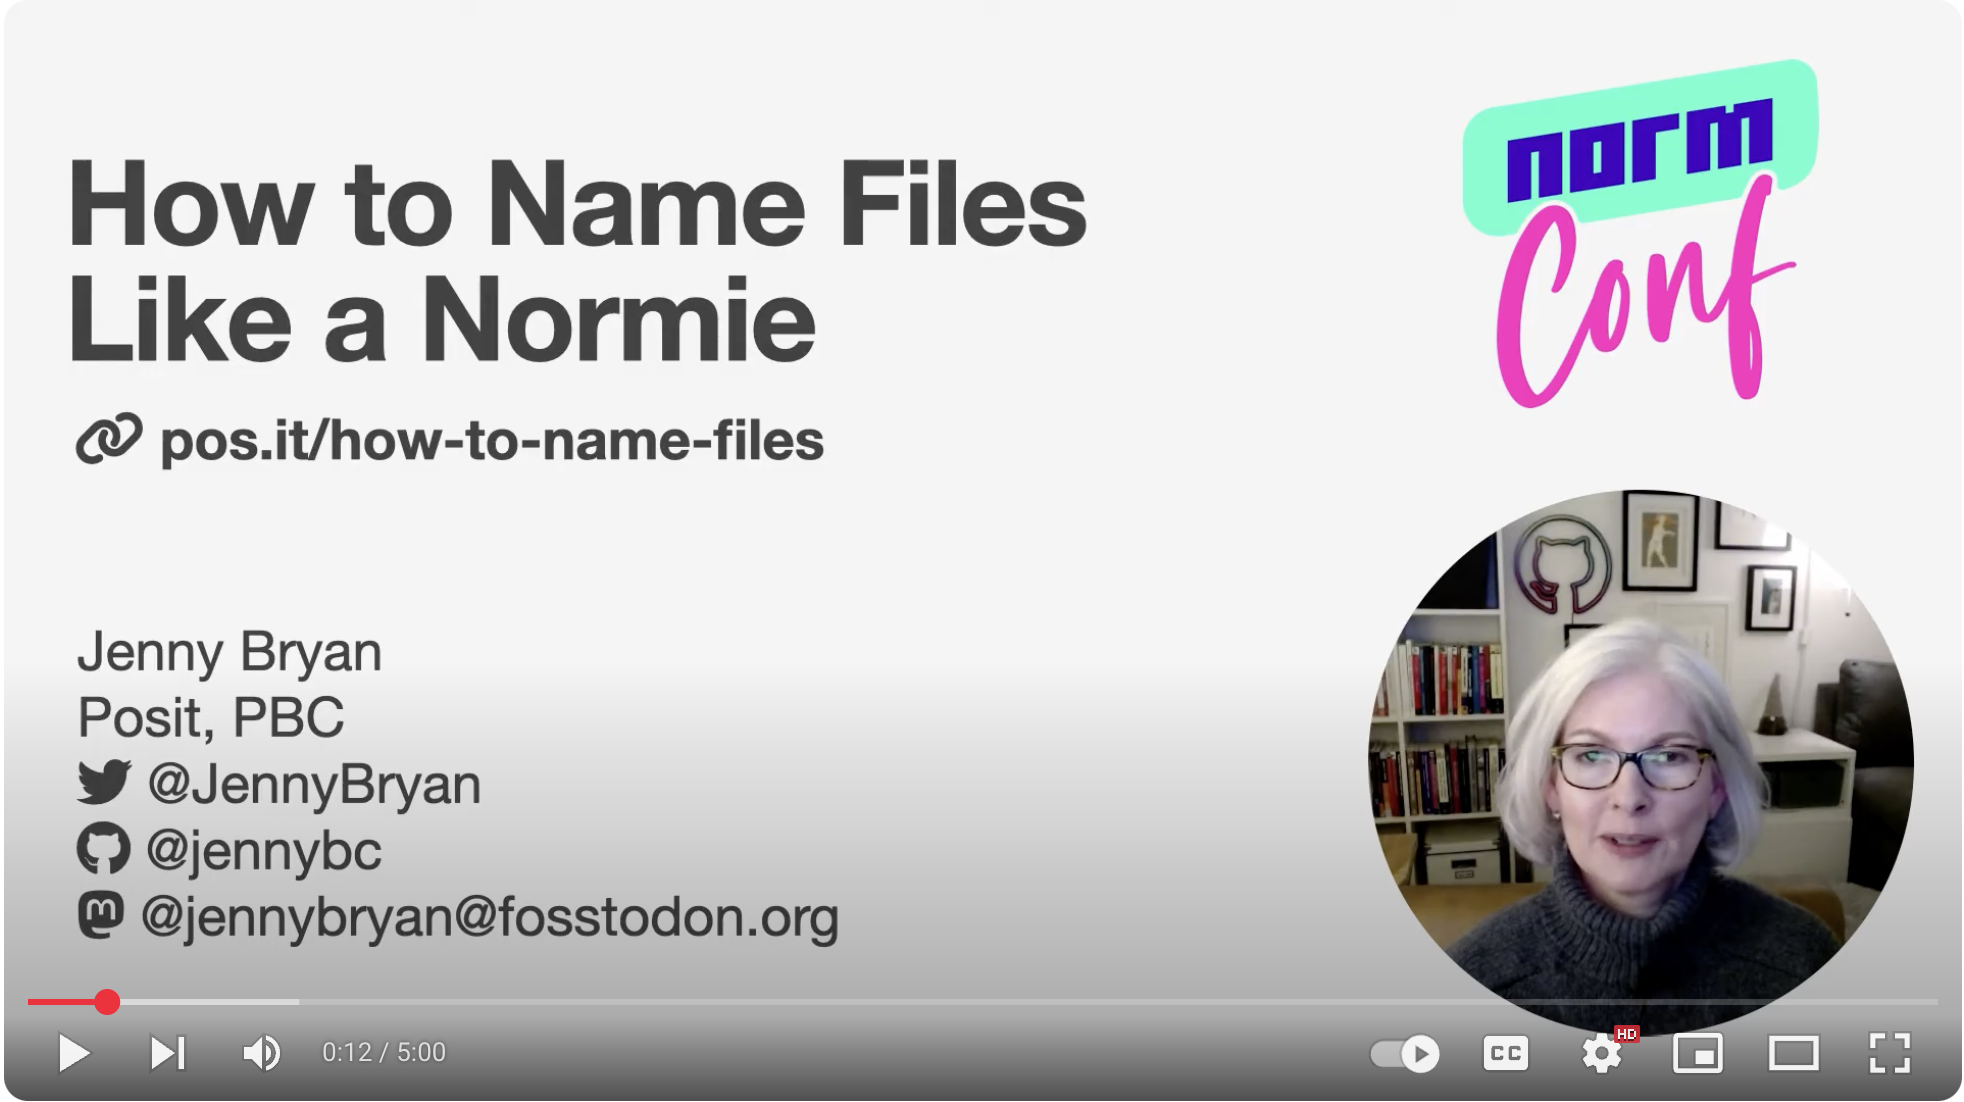 How to Name Files
Like a Normie
pos.it/how-to-name-files
norm
Conf
Jenny Bryan
Posit, PBC
@JennyBryan
@jennybc
@jennybryan@fosstodon.org
0:12 / 5:00
CC
HD